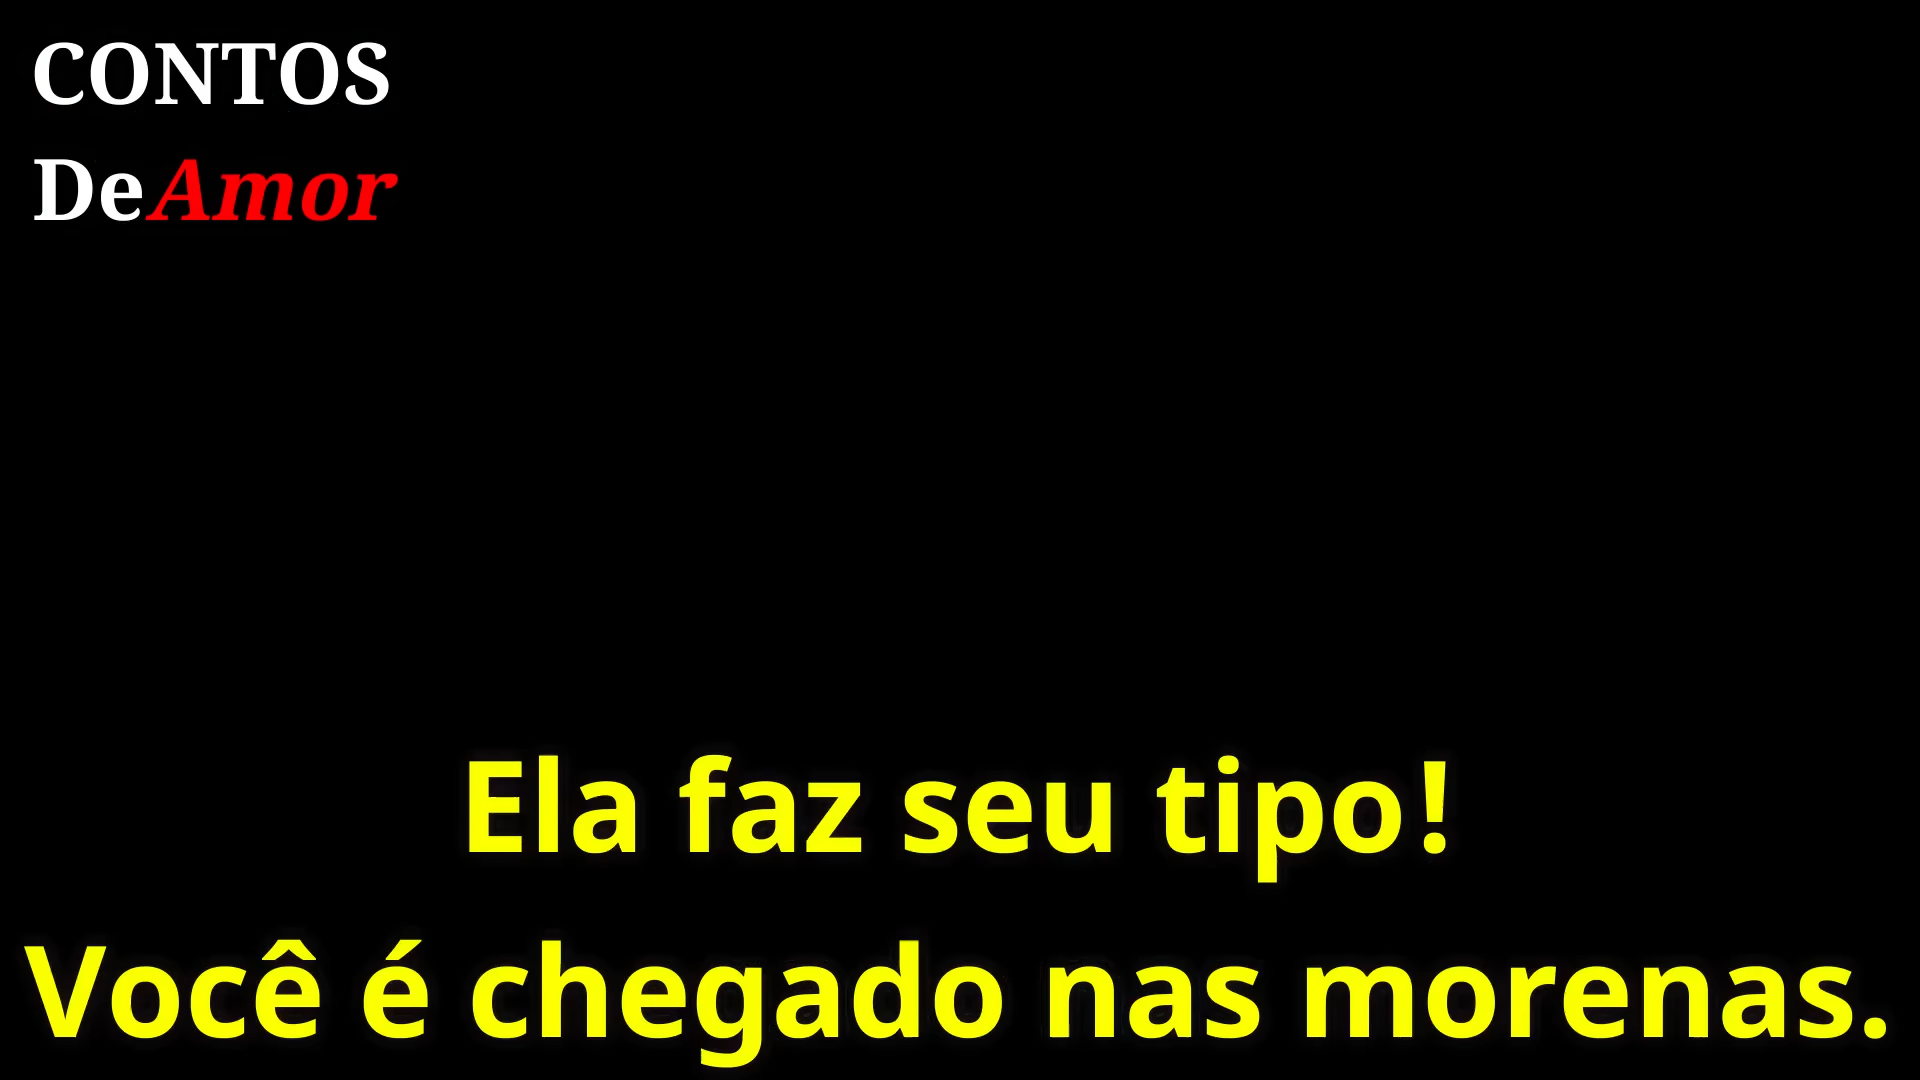 CONTOS
DeAmor
Ela faz seu tipo!
Você é chegado nas morenas.